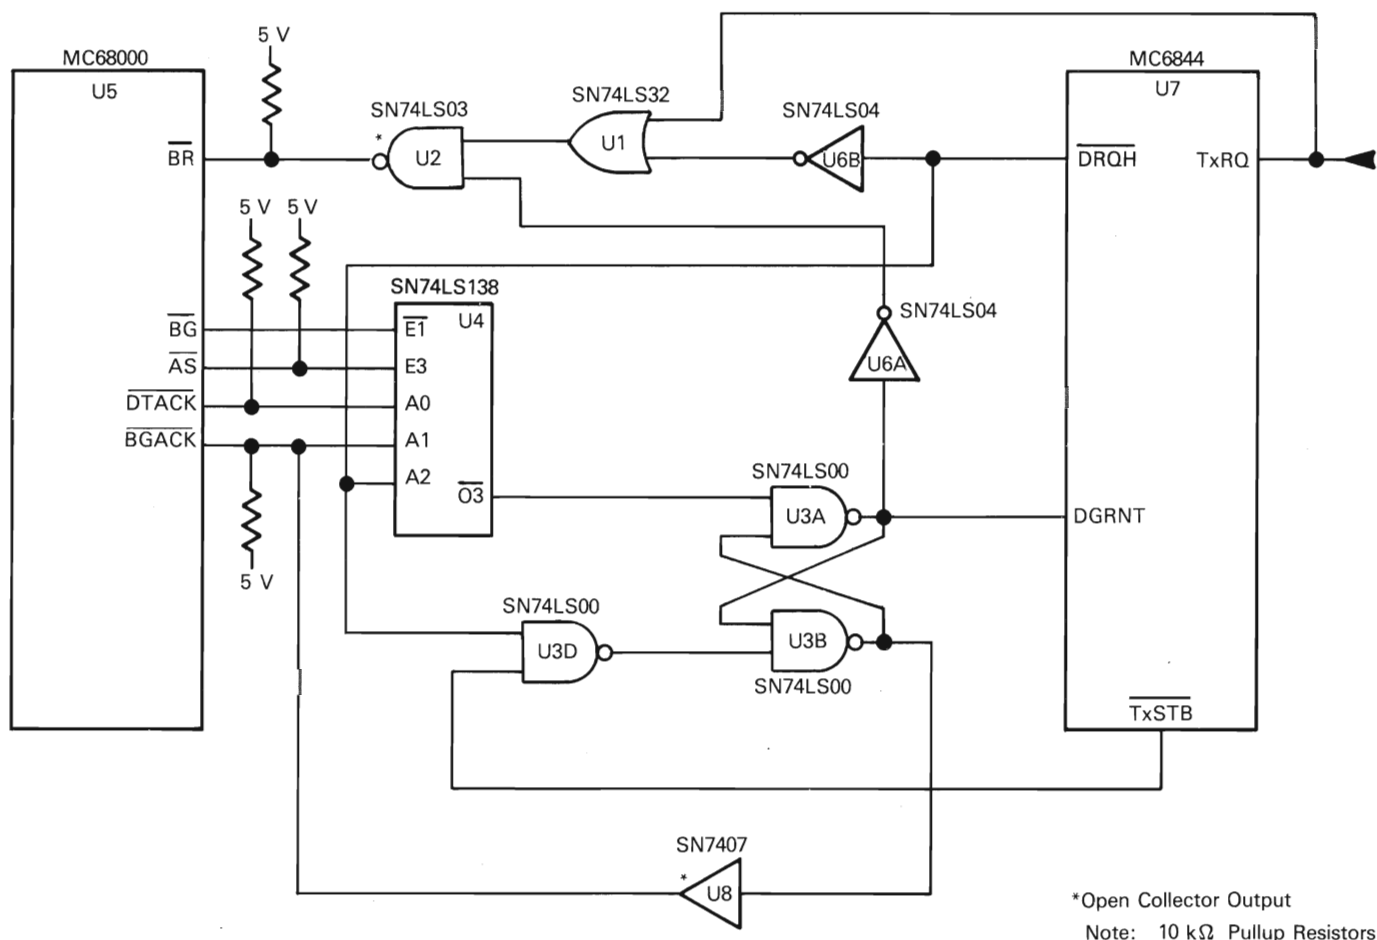 5 V
MC68000
U5
MC6844
U7
SN74LS32
SN74LS03
SN74LS04
*
BR
U2
U1
U6B
DRQH
TxRQ
5 V
5 V
SN74LS138
U4
SN74LS04
BG
E1
AS
E3
U6A
DTACK
A0
BGACK
A1
A2
O3
SN74LS00
U3A
DGRNT
5 V
SN74LS00
U3D
U3B
SN74LS00
TxSTB
SN7407
*
U8
*Open Collector Output
Note: 10 kΩ Pullup Resistors